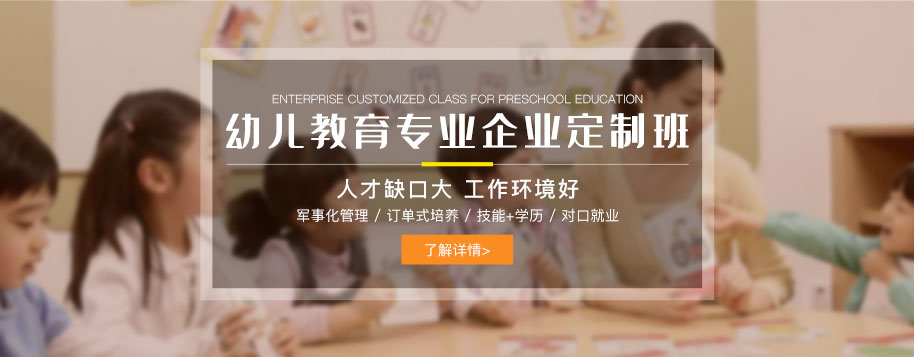 ENTERPRISE CUSTOMIZED CLASS FOR PRESCHOOL EDUCATION
幼儿教育专业企业定制班
人才缺口大 工作环境好
军事化管理 / 订单式培养 / 技能+学历 / 对口就业
了解详情>